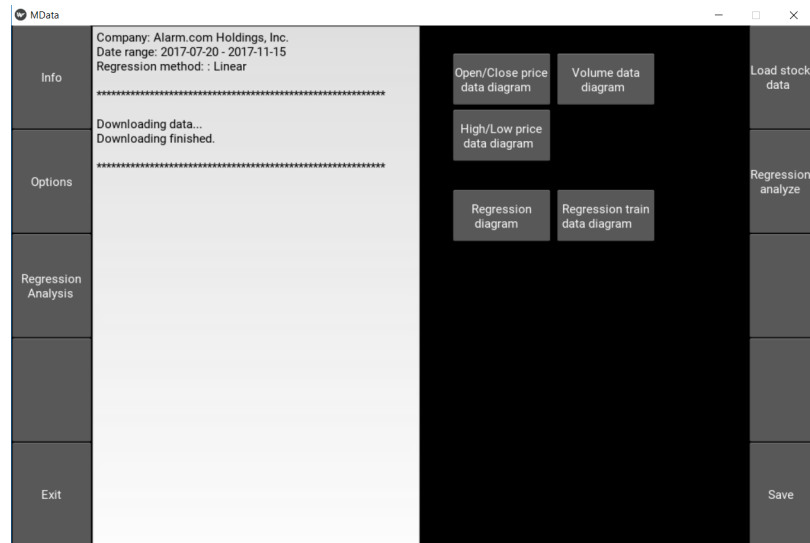 MData
Info
Options
Regression
Analysis
Exit
Company: Alarm.com Holdings, Inc.
Date range: 2017-07-20 - 2017-11-15
Regression method: : Linear
************************************************************
Downloading data...
Downloading finished.
************************************************************
Open/Close price
data diagram
Volume data
diagram
High/Low price
data diagram
Regression
diagram
Regression train
data diagram
Load stock
data
Regression
analyze
Save